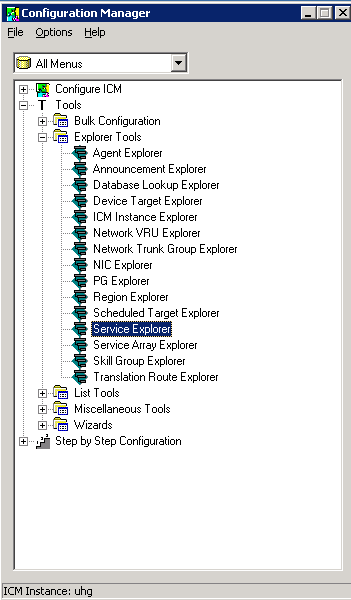 Configuration Manager
File Options Help
All Menus
Configure ICM
Tools
Bulk Configuration
Explorer Tools
Agent Explorer
Announcement Explorer
Database Lookup Explorer
Device Target Explorer
ICM Instance Explorer
Network VRU Explorer
Network Trunk Group Explorer
NIC Explorer
PG Explorer
Region Explorer
Scheduled Target Explorer
Service Explorer
Service Array Explorer
Skill Group Explorer
Translation Route Explorer
List Tools
Miscellaneous Tools
Wizards
Step by Step Configuration
ICM Instance: uhg